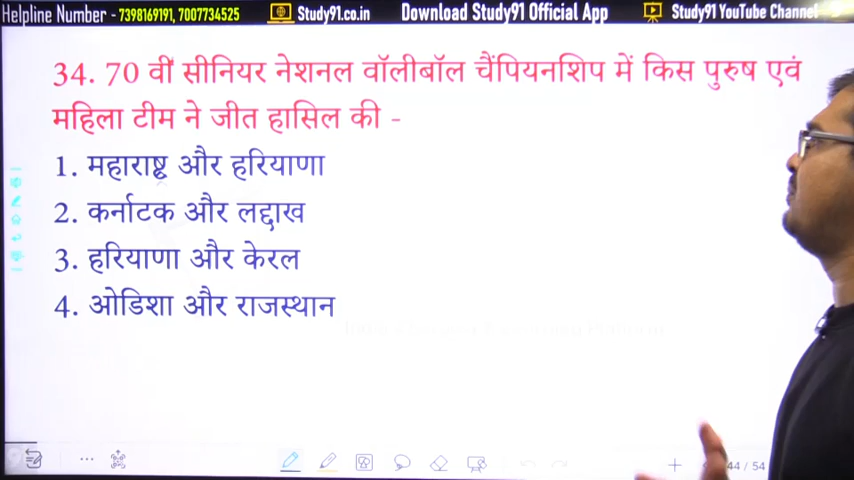 Helpline Number - 7398169191, 7007734525 Study91.co.in Download Study91 Official App Study91 YouTube Channel
34. 70 वीं सीनियर नेशनल वॉलीबॉल चैंपियनशिप में किस पुरुष एवं
महिला टीम ने जीत हासिल की -
1. महाराष्ट्र और हरियाणा
2. कर्नाटक और लद्दाख
3. हरियाणा और केरल
4. ओडिशा और राजस्थान
44 / 54